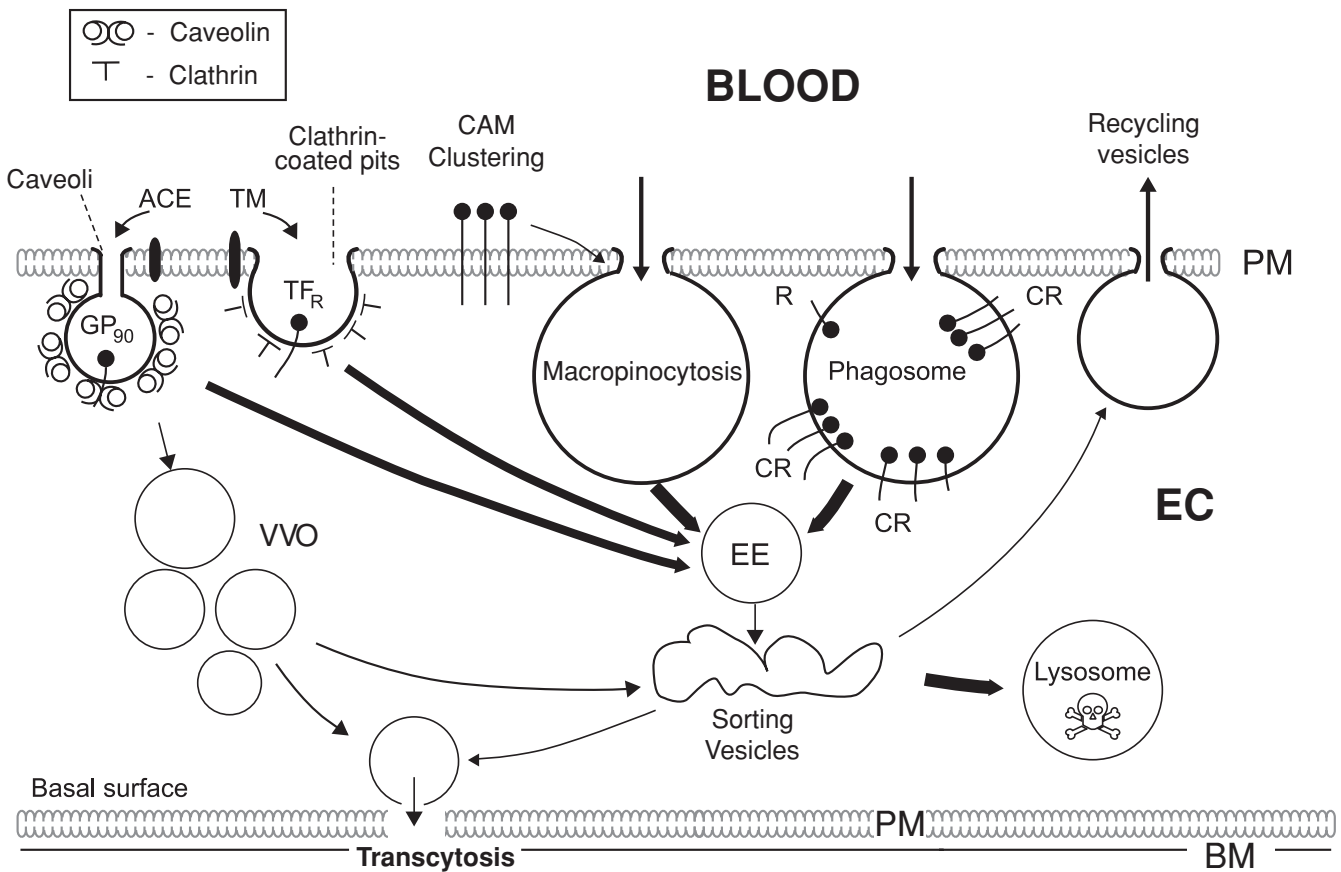 - Caveolin
- Clathrin
BLOOD
CAM
Clustering
Clathrin-
coated pits
Recycling
vesicles
Caveoli
ACE
TM
PM
TFR
R
CR
GP90
Macropinocytosis
Phagosome
CR
CR
EC
VVO
EE
Lysosome
Sorting
Vesicles
Basal surface
PM
Transcytosis
BM